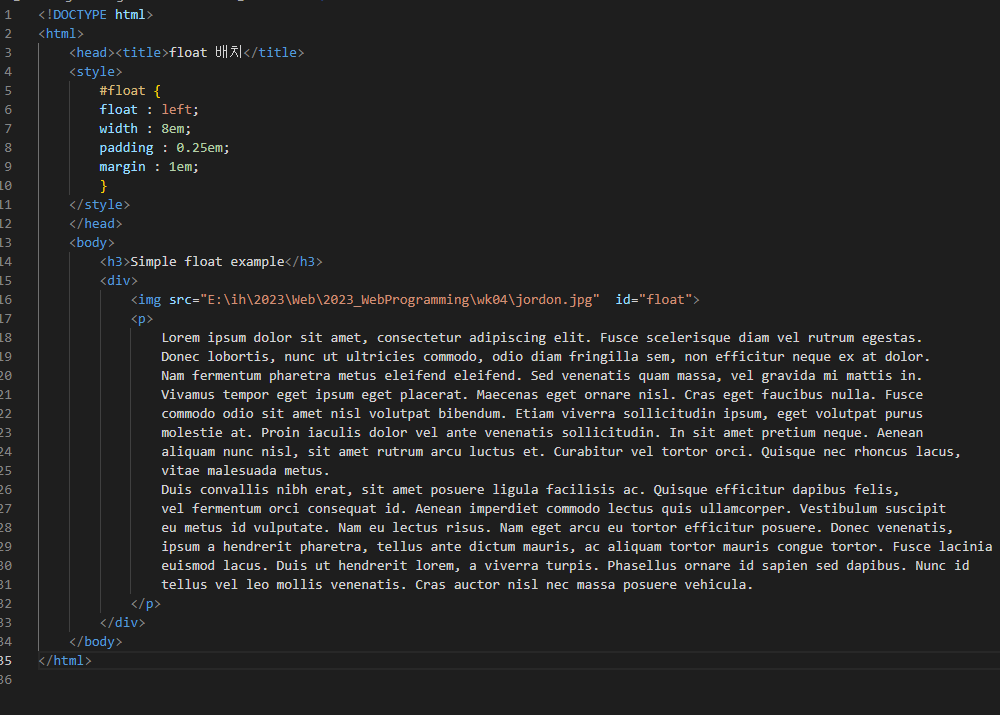 1 <!DOCTYPE html>
2 <html>
3 <head><title>float 배치</title>
4 <style>
5 #float {
6 float : left;
7 width : 8em;
8 padding : 0.25em;
9 margin : 1em;
10 }
11 </style>
12 </head>
13 <body>
14 <h3>Simple float example</h3>
15 <div>
16 <img src="E:\ih\2023\Web\2023_WebProgramming\wk04\jordon.jpg"  id="float">
17 <p>
18 Lorem ipsum dolor sit amet, consectetur adipiscing elit. Fusce scelerisque diam vel rutrum egestas.
19 Donec lobortis, nunc ut ultricies commodo, odio diam fringilla sem, non efficitur neque ex at dolor.
20 Nam fermentum pharetra metus eleifend eleifend. Sed venenatis quam massa, vel gravida mi mattis in.
21 Vivamus tempor eget ipsum eget placerat. Maecenas eget ornare nisl. Cras eget faucibus nulla. Fusce
22 commodo odio sit amet nisl volutpat bibendum. Etiam viverra sollicitudin ipsum, eget volutpat purus
23 molestie at. Proin iaculis dolor vel ante venenatis sollicitudin. In sit amet pretium neque. Aenean
24 aliquam nunc nisl, sit amet rutrum arcu luctus et. Curabitur vel tortor orci. Quisque nec rhoncus lacus,
25 vitae malesuada metus.
26 Duis convallis nibh erat, sit amet posuere ligula facilisis ac. Quisque efficitur dapibus felis,
27 vel fermentum orci consequat id. Aenean imperdiet commodo lectus quis ullamcorper. Vestibulum suscipit
28 eu metus id vulputate. Nam eu lectus risus. Nam eget arcu eu tortor efficitur posuere. Donec venenatis,
29 ipsum a hendrerit pharetra, tellus ante dictum mauris, ac aliquam tortor mauris congue tortor. Fusce lacinia
30 euismod lacus. Duis ut hendrerit lorem, a viverra turpis. Phasellus ornare id sapien sed dapibus. Nunc id
31 tellus vel leo mollis venenatis. Cras auctor nisl nec massa posuere vehicula.
32 </p>
33 </div>
34 </body>
35 </html>
36